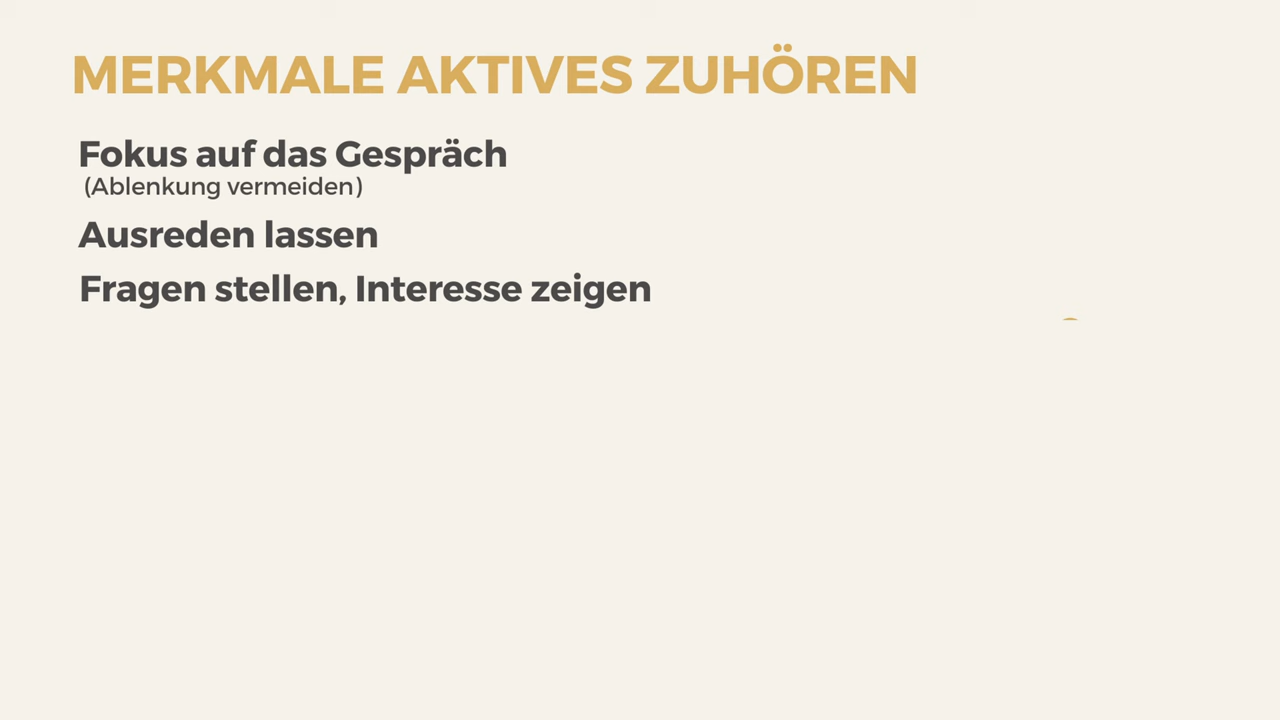 MERKMALE AKTIVES ZUHÖREN
Fokus auf das Gespräch
(Ablenkung vermeiden)
Ausreden lassen
Fragen stellen, Interesse zeigen